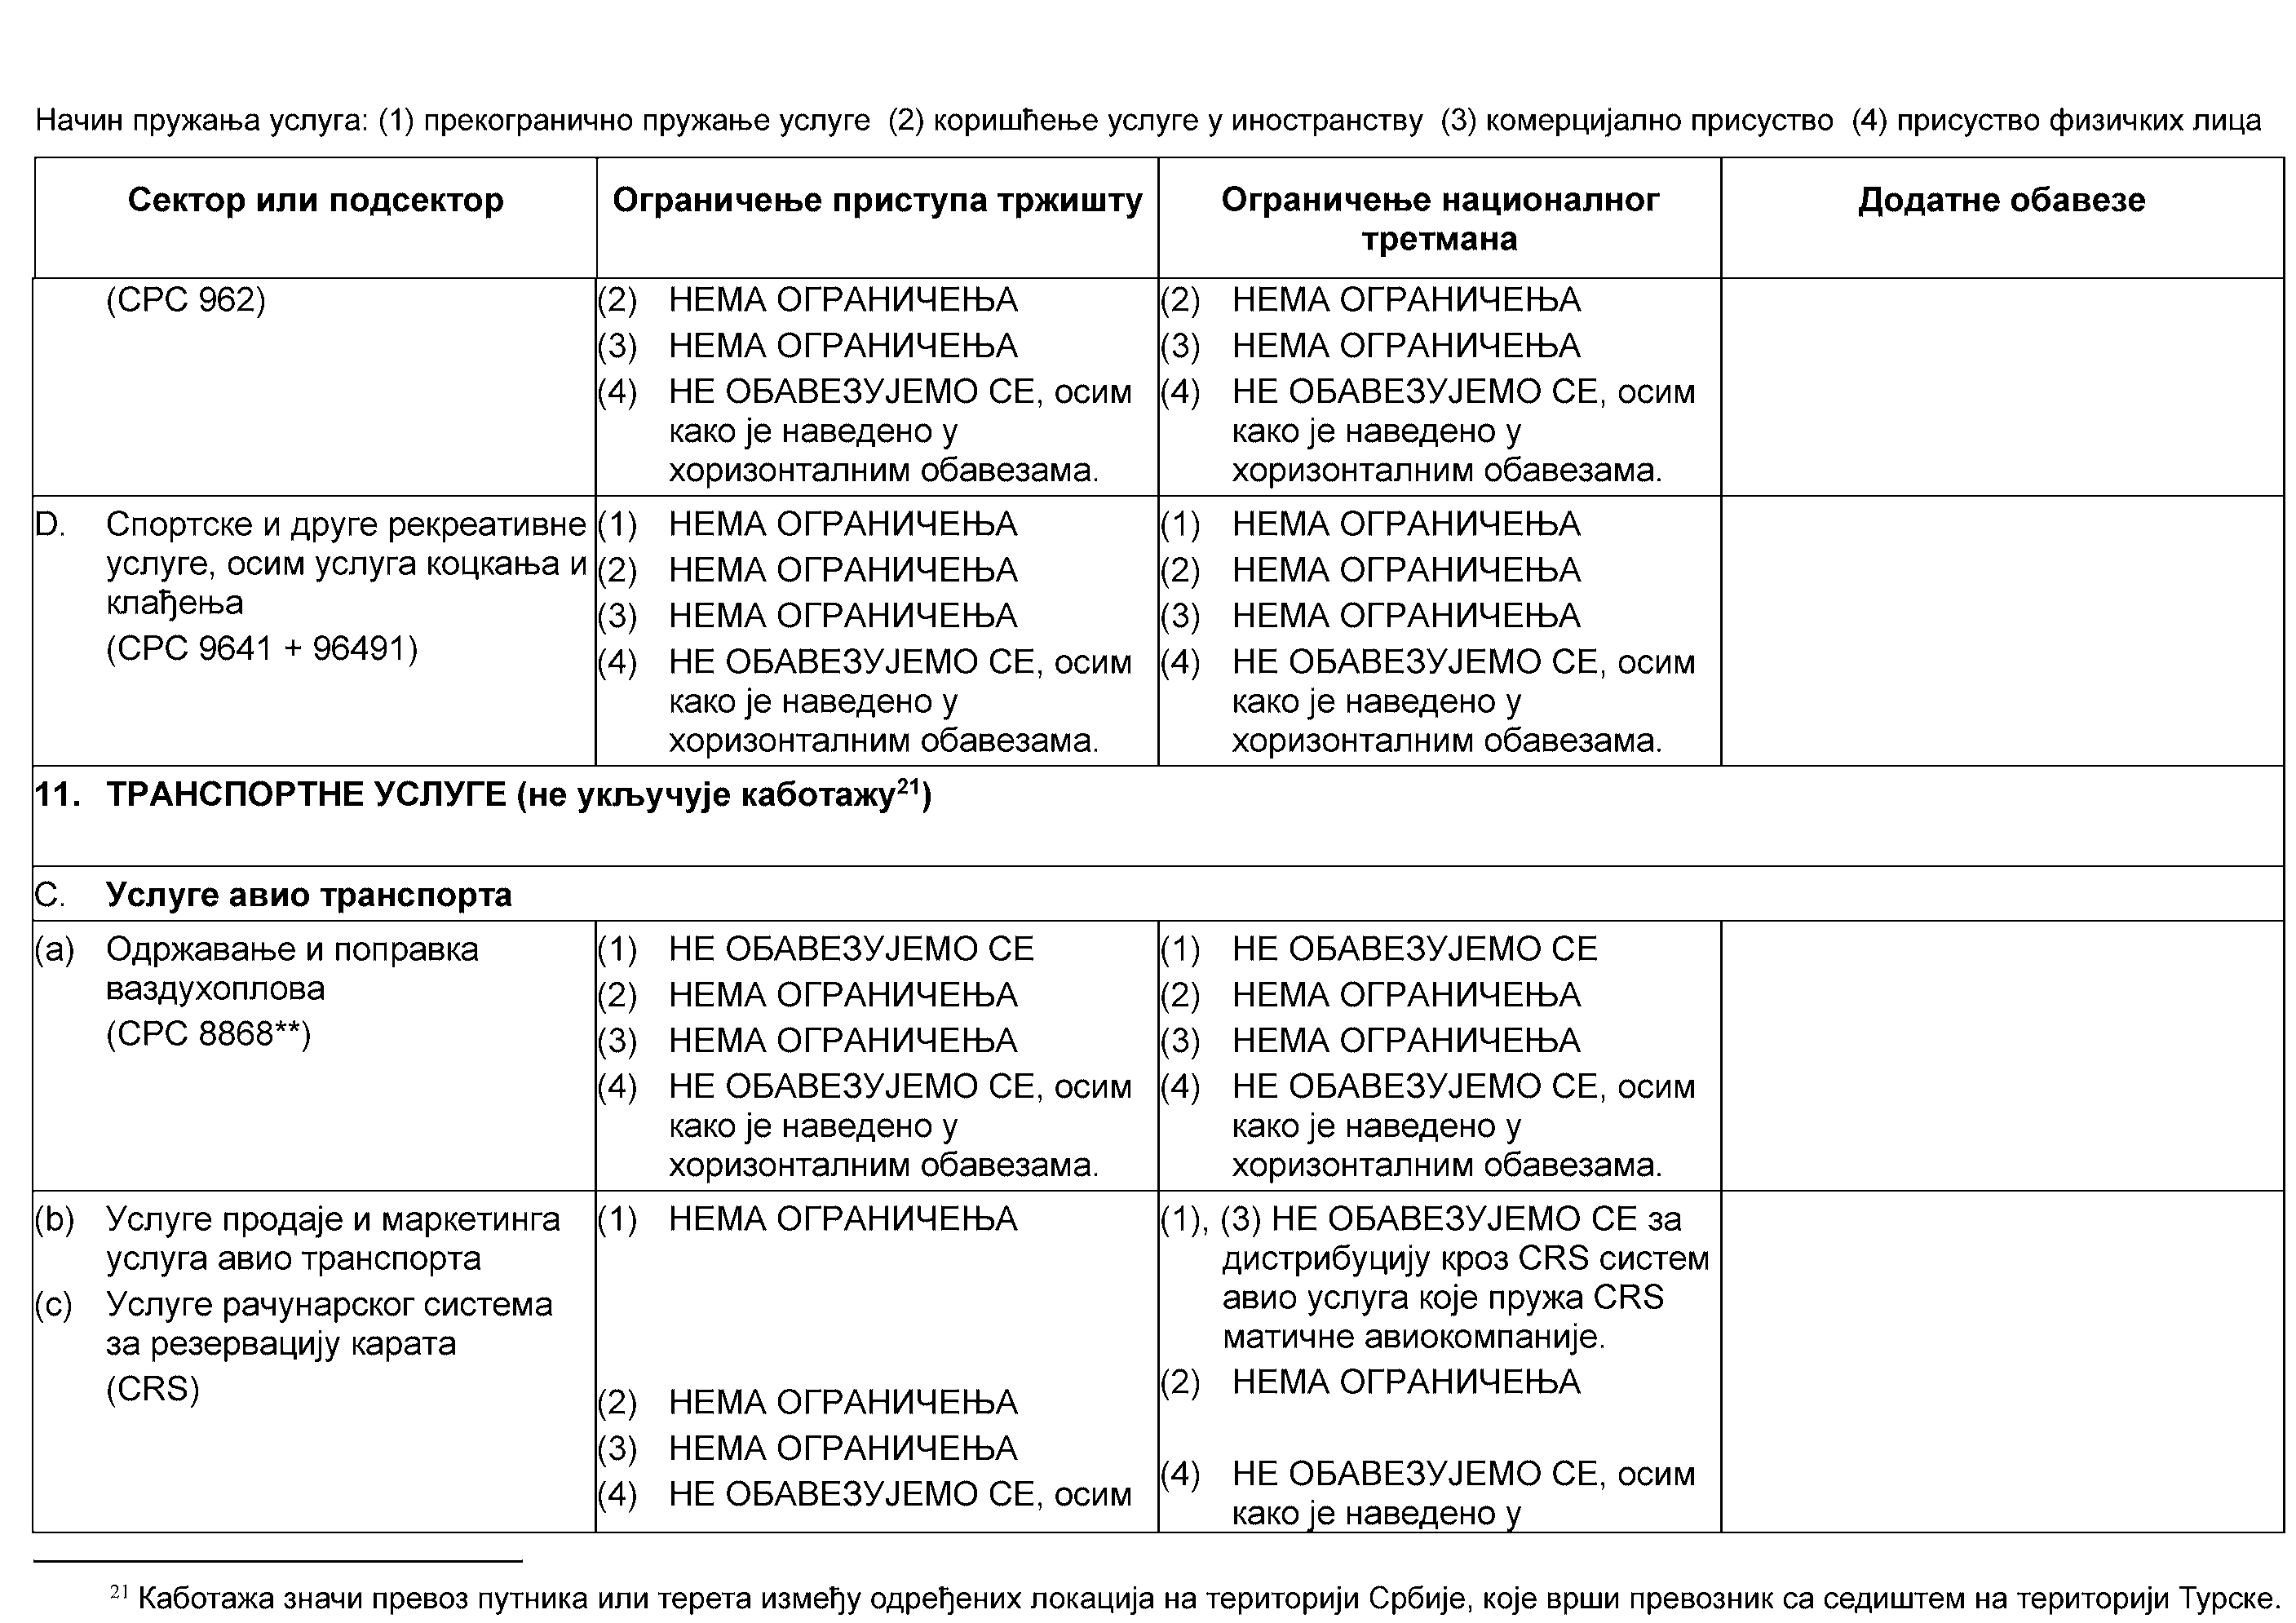 Начин пружања услуга: (1) прекогранично пружање услуге (2) коришћење услуге у иностранству (3) комерцијално присуство (4) присуство физичких лица
Сектор или подсектор
Ограничење приступа тржишту
Ограничење националног
третмана
Додатне обавезе
(CPC 962)
(2) НЕМА ОГРАНИЧЕЊА
(3) НЕМА ОГРАНИЧЕЊА
(4) НЕ ОБАВЕЗУЈЕМО СЕ, осим
како је наведено у
хоризонталним обавезама.
(2) НЕМА ОГРАНИЧЕЊА
(3) НЕМА ОГРАНИЧЕЊА
(4) НЕ ОБАВЕЗУЈЕМО СЕ, осим
како је наведено у
хоризонталним обавезама.
D. Спортске и друге рекреативне
услуге, осим услуга коцкања и
клађења
(CPC 9641 + 96491)
(1) НЕМА ОГРАНИЧЕЊА
(2) НЕМА ОГРАНИЧЕЊА
(3) НЕМА ОГРАНИЧЕЊА
(4) НЕ ОБАВЕЗУЈЕМО СЕ, осим
како је наведено у
хоризонталним обавезама.
(1) НЕМА ОГРАНИЧЕЊА
(2) НЕМА ОГРАНИЧЕЊА
(3) НЕМА ОГРАНИЧЕЊА
(4) НЕ ОБАВЕЗУЈЕМО СЕ, осим
како је наведено у
хоризонталним обавезама.
11. ТРАНСПОРТНЕ УСЛУГЕ (не укључује каботажу21)
C. Услуге авио транспорта
(a) Одржавање и поправка
ваздухоплова
(CPC 8868**)
(1) НЕ ОБАВЕЗУЈЕМО СЕ
(2) НЕМА ОГРАНИЧЕЊА
(3) НЕМА ОГРАНИЧЕЊА
(4) НЕ ОБАВЕЗУЈЕМО СЕ, осим
како је наведено у
хоризонталним обавезама.
(1) НЕ ОБАВЕЗУЈЕМО СЕ
(2) НЕМА ОГРАНИЧЕЊА
(3) НЕМА ОГРАНИЧЕЊА
(4) НЕ ОБАВЕЗУЈЕМО СЕ, осим
како је наведено у
хоризонталним обавезама.
(b) Услуге продаје и маркетинга
услуга авио транспорта
(c) Услуге рачунарског система
за резервацију карата
(CRS)
(1) НЕМА ОГРАНИЧЕЊА
(2) НЕМА ОГРАНИЧЕЊА
(3) НЕМА ОГРАНИЧЕЊА
(4) НЕ ОБАВЕЗУЈЕМО СЕ, осим
(1), (3) НЕ ОБАВЕЗУЈЕМО СЕ за
дистрибуцију кроз CRS систем
авио услуга које пружа CRS
матичне авиокомпаније.
(2) НЕМА ОГРАНИЧЕЊА
(4) НЕ ОБАВЕЗУЈЕМО СЕ, осим
како је наведено у
21 Каботажа значи превоз путника или терета између одређених локација на територији Србије, које врши превозник са седиштем на територији Турске.